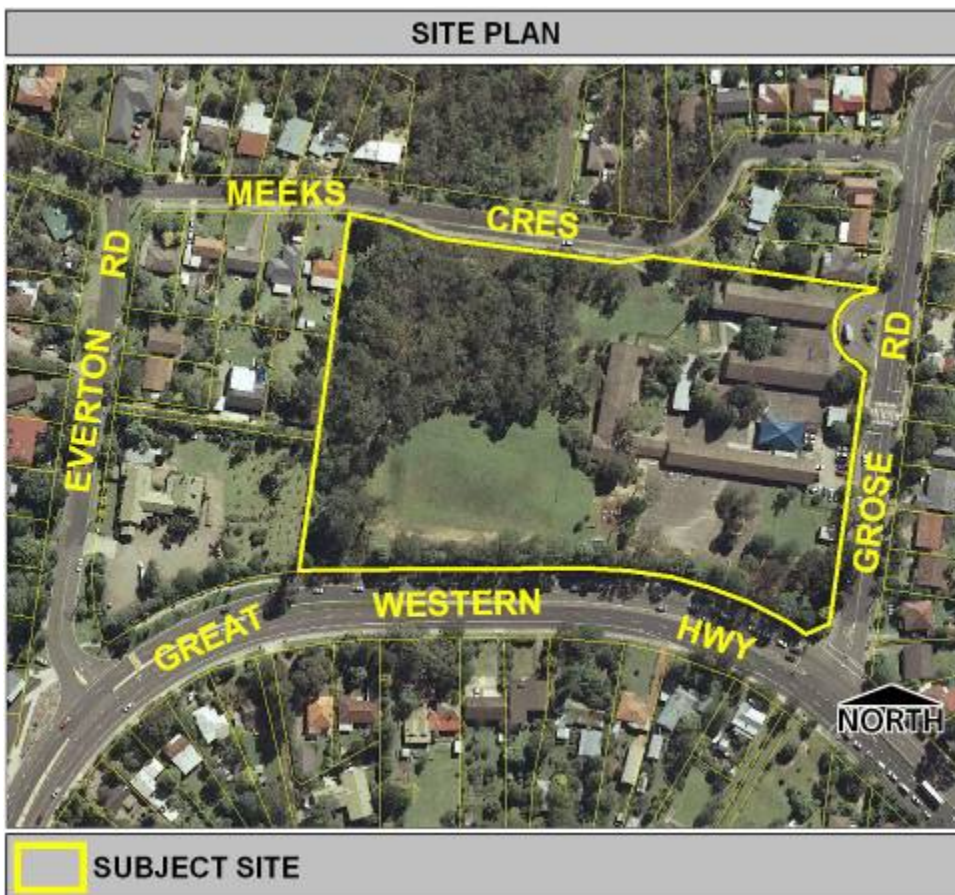 SITE PLAN
MEEKS
CRES
EVERTON RD
GROSE RD
GREAT WESTERN HWY
NORTH
SUBJECT SITE